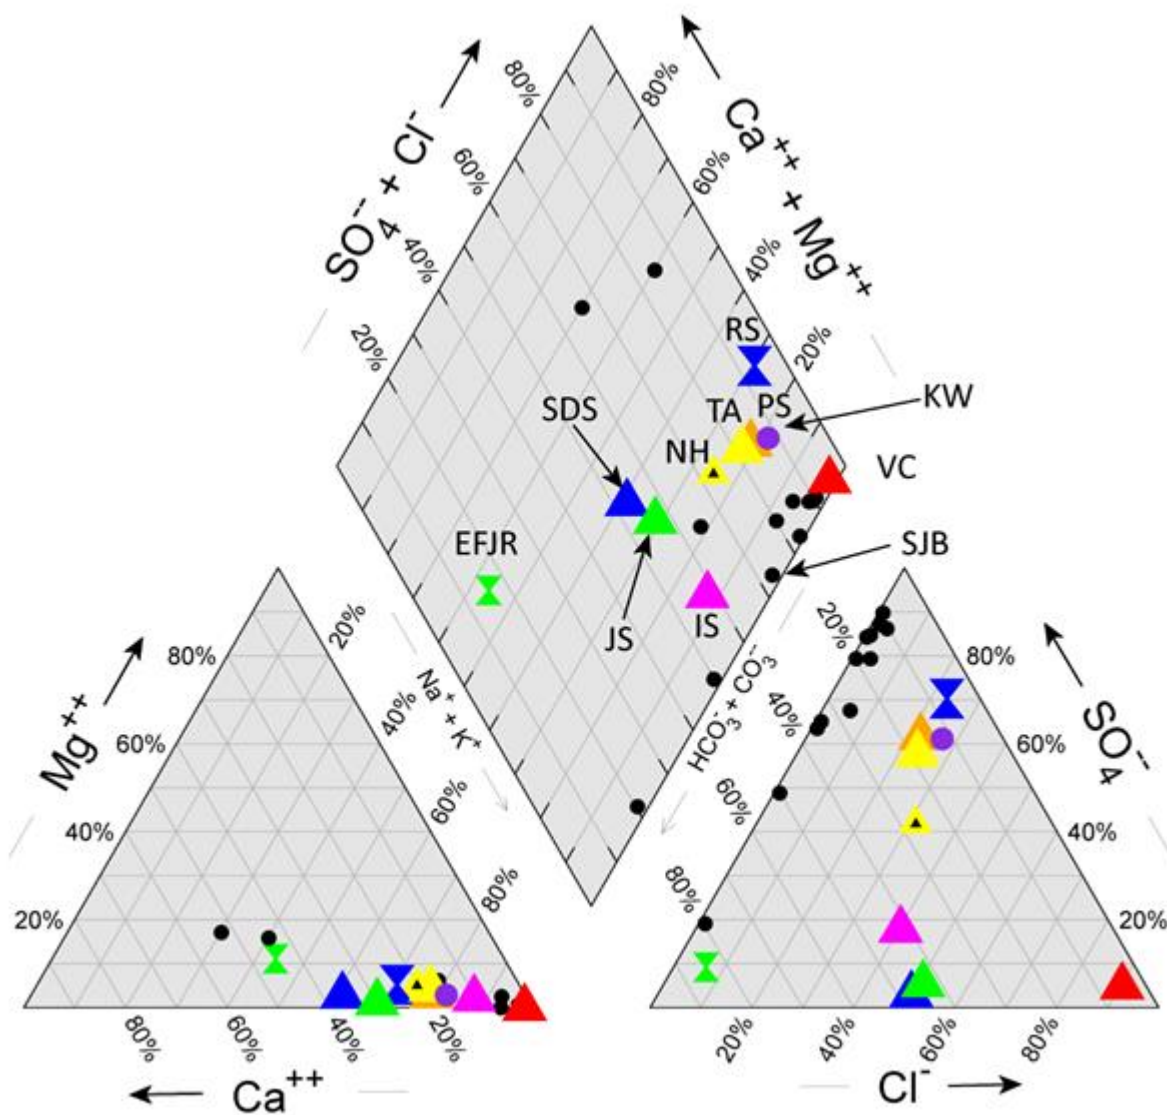 SO₄⁻⁻ + Cl⁻
Ca⁺⁺ + Mg⁺⁺
80%
60%
40%
20%
80%
60%
40%
20%
RS
SDS
TA
PS
KW
NH
VC
EFJR
SJB
JS
IS
Mg⁺⁺
80%
60%
40%
20%
Na⁺ + K⁺
20%
40%
60%
80%
80%
60%
40%
20%
Ca⁺⁺
HCO₃⁻ + CO₃⁻⁻
20%
40%
60%
80%
SO₄⁻⁻
80%
60%
40%
20%
20%
40%
60%
80%
Cl⁻